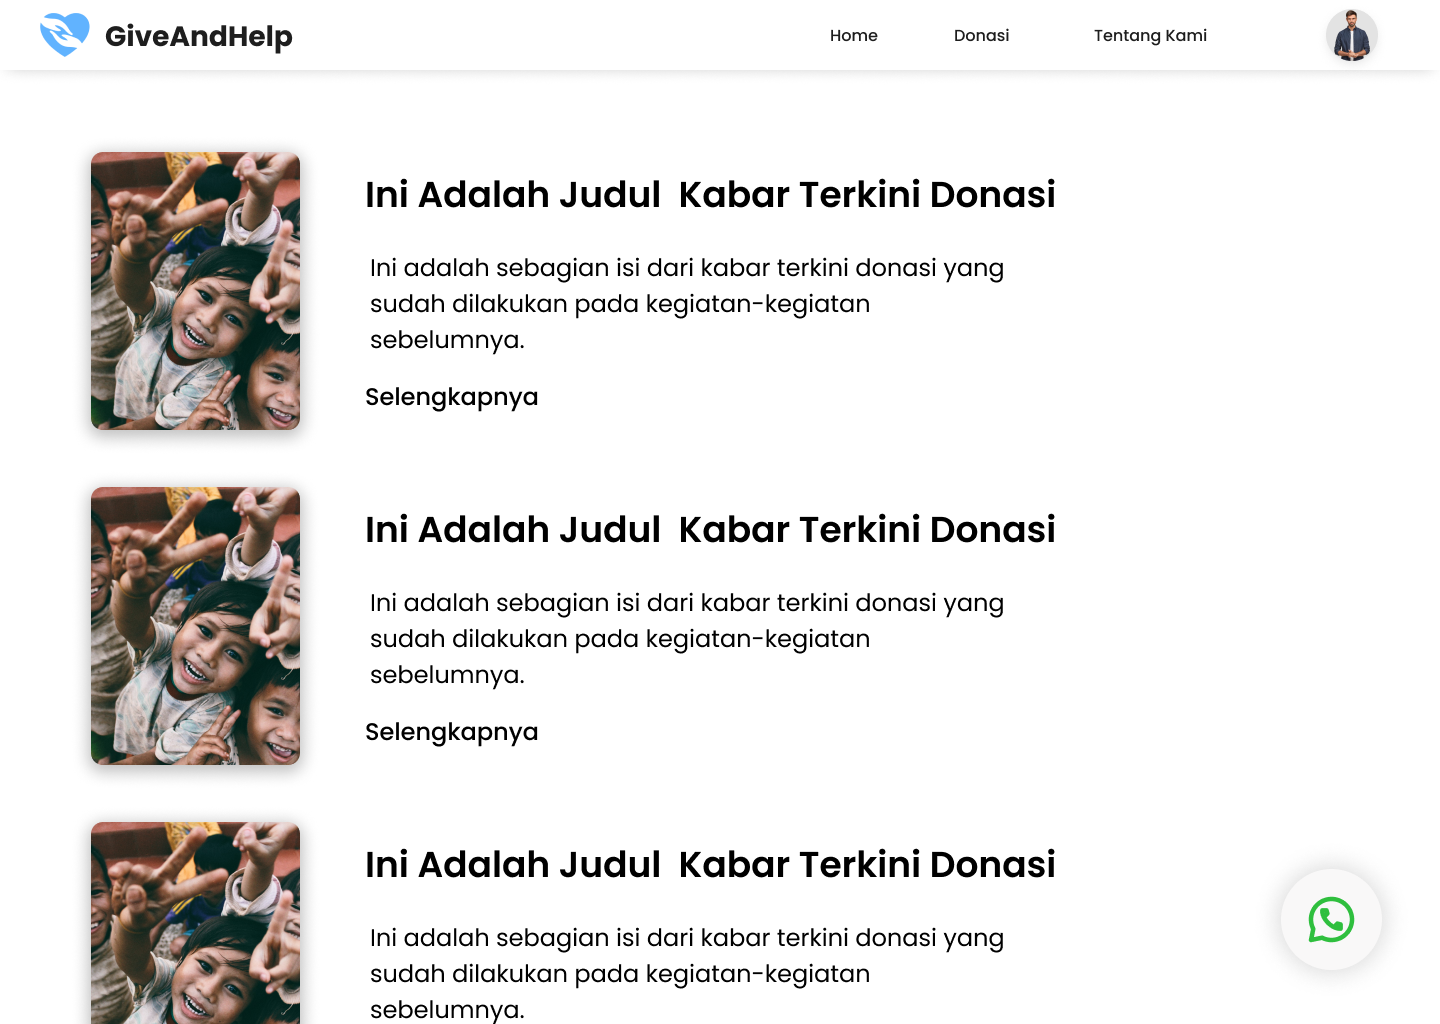 GiveAndHelp
Home
Donasi
Tentang Kami
Ini Adalah Judul  Kabar Terkini Donasi
Ini adalah sebagian isi dari kabar terkini donasi yang
sudah dilakukan pada kegiatan-kegiatan
sebelumnya.
Selengkapnya
Ini Adalah Judul  Kabar Terkini Donasi
Ini adalah sebagian isi dari kabar terkini donasi yang
sudah dilakukan pada kegiatan-kegiatan
sebelumnya.
Selengkapnya
Ini Adalah Judul  Kabar Terkini Donasi
Ini adalah sebagian isi dari kabar terkini donasi yang
sudah dilakukan pada kegiatan-kegiatan
sebelumnya.